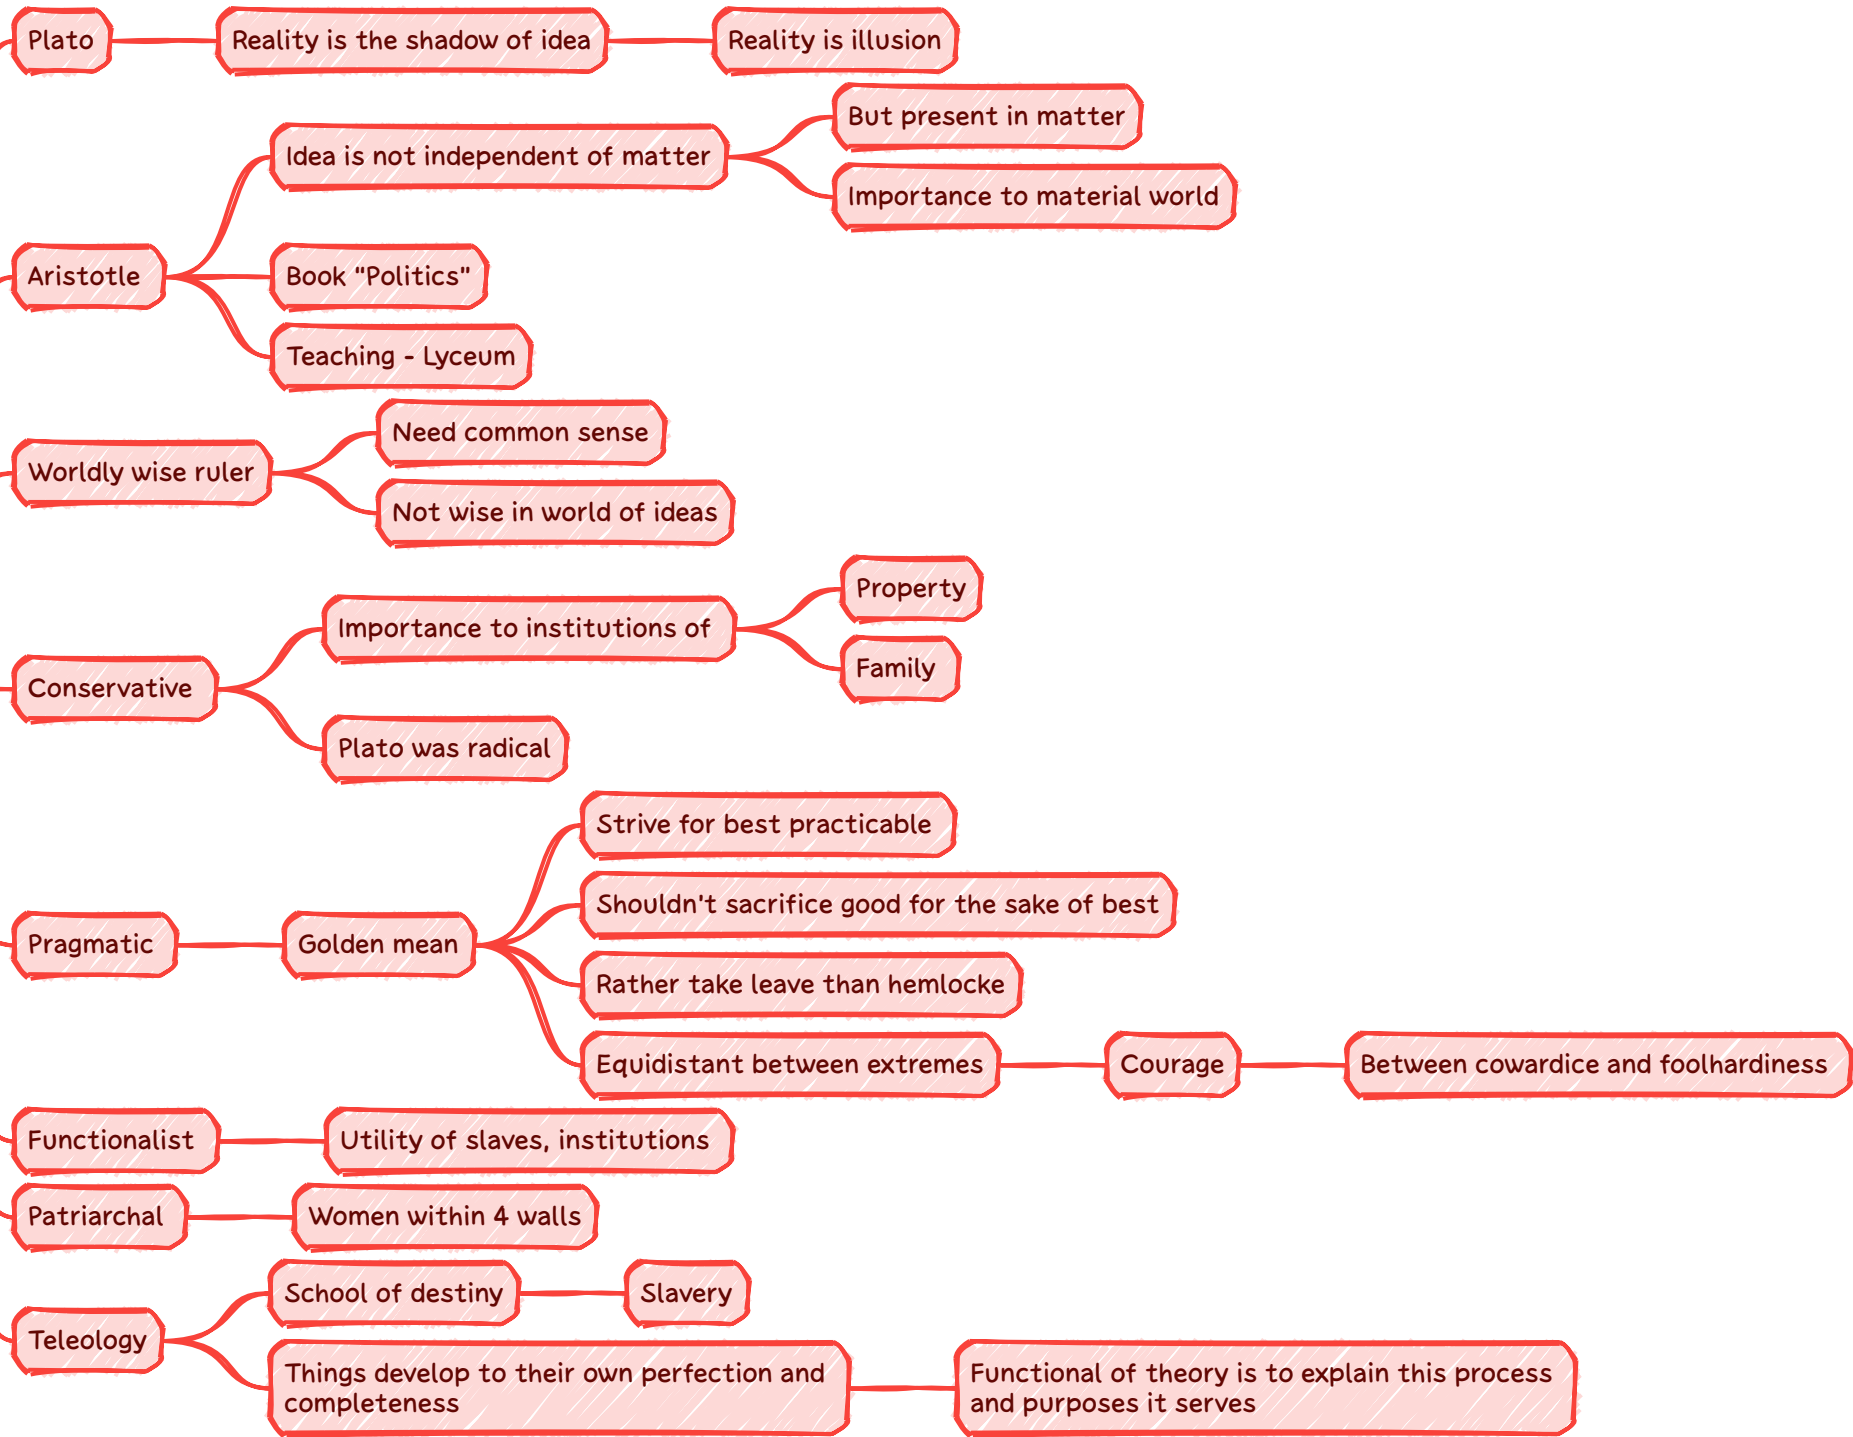 Plato
Reality is the shadow of idea
Reality is illusion
Aristotle
Idea is not independent of matter
But present in matter
Importance to material world
Book "Politics"
Teaching - Lyceum
Worldly wise ruler
Need common sense
Not wise in world of ideas
Conservative
Importance to institutions of
Property
Family
Plato was radical
Pragmatic
Golden mean
Strive for best practicable
Shouldn't sacrifice good for the sake of best
Rather take leave than hemlocke
Equidistant between extremes
Courage
Between cowardice and foolhardiness
Functionalist
Utility of slaves, institutions
Patriarchal
Women within 4 walls
Teleology
School of destiny
Slavery
Things develop to their own perfection and
completeness
Functional of theory is to explain this process
and purposes it serves